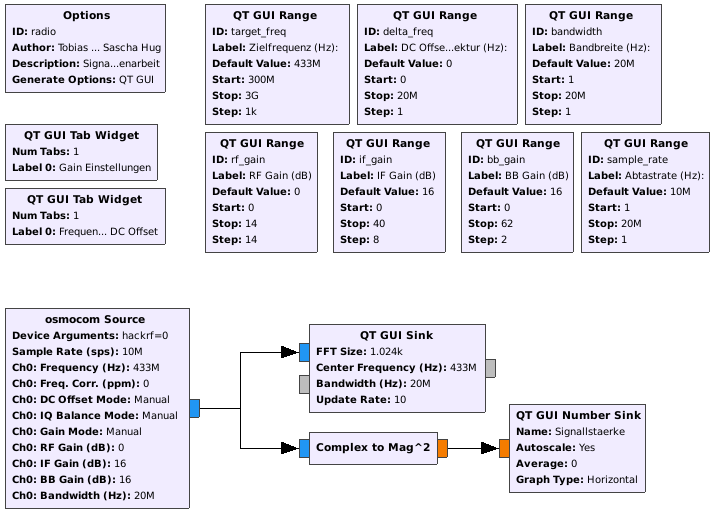 Options
ID: radio
Author: Tobias ... Sascha Hug
Description: Signa...enarbeit
Generate Options: QT GUI
QT GUI Range
ID: target_freq
Label: Zielfrequenz (Hz):
Default Value: 433M
Start: 300M
Stop: 3G
Step: 1k
QT GUI Range
ID: delta_freq
Label: DC Offse...ektur (Hz):
Default Value: 0
Start: 0
Stop: 20M
Step: 1
QT GUI Range
ID: bandwidth
Label: Bandbreite (Hz):
Default Value: 20M
Start: 1
Stop: 20M
Step: 1
QT GUI Tab Widget
Num Tabs: 1
Label 0: Gain Einstellungen
QT GUI Tab Widget
Num Tabs: 1
Label 0: Frequen... DC Offset
QT GUI Range
ID: rf_gain
Label: RF Gain (dB)
Default Value: 0
Start: 0
Stop: 14
Step: 14
QT GUI Range
ID: if_gain
Label: IF Gain (dB)
Default Value: 16
Start: 0
Stop: 40
Step: 8
QT GUI Range
ID: bb_gain
Label: BB Gain (dB)
Default Value: 16
Start: 0
Stop: 62
Step: 2
QT GUI Range
ID: sample_rate
Label: Abtastrate (Hz):
Default Value: 10M
Start: 1
Stop: 20M
Step: 1
osmocom Source
Device Arguments: hackrf=0
Sample Rate (sps): 10M
Ch0: Frequency (Hz): 433M
Ch0: Freq. Corr. (ppm): 0
Ch0: DC Offset Mode: Manual
Ch0: IQ Balance Mode: Manual
Ch0: Gain Mode: Manual
Ch0: RF Gain (dB): 0
Ch0: IF Gain (dB): 16
Ch0: BB Gain (dB): 16
Ch0: Bandwidth (Hz): 20M
QT GUI Sink
FFT Size: 1.024k
Center Frequency (Hz): 433M
Bandwidth (Hz): 20M
Update Rate: 10
Complex to Mag^2
QT GUI Number Sink
Name: Signallstaerke
Autoscale: Yes
Average: 0
Graph Type: Horizontal